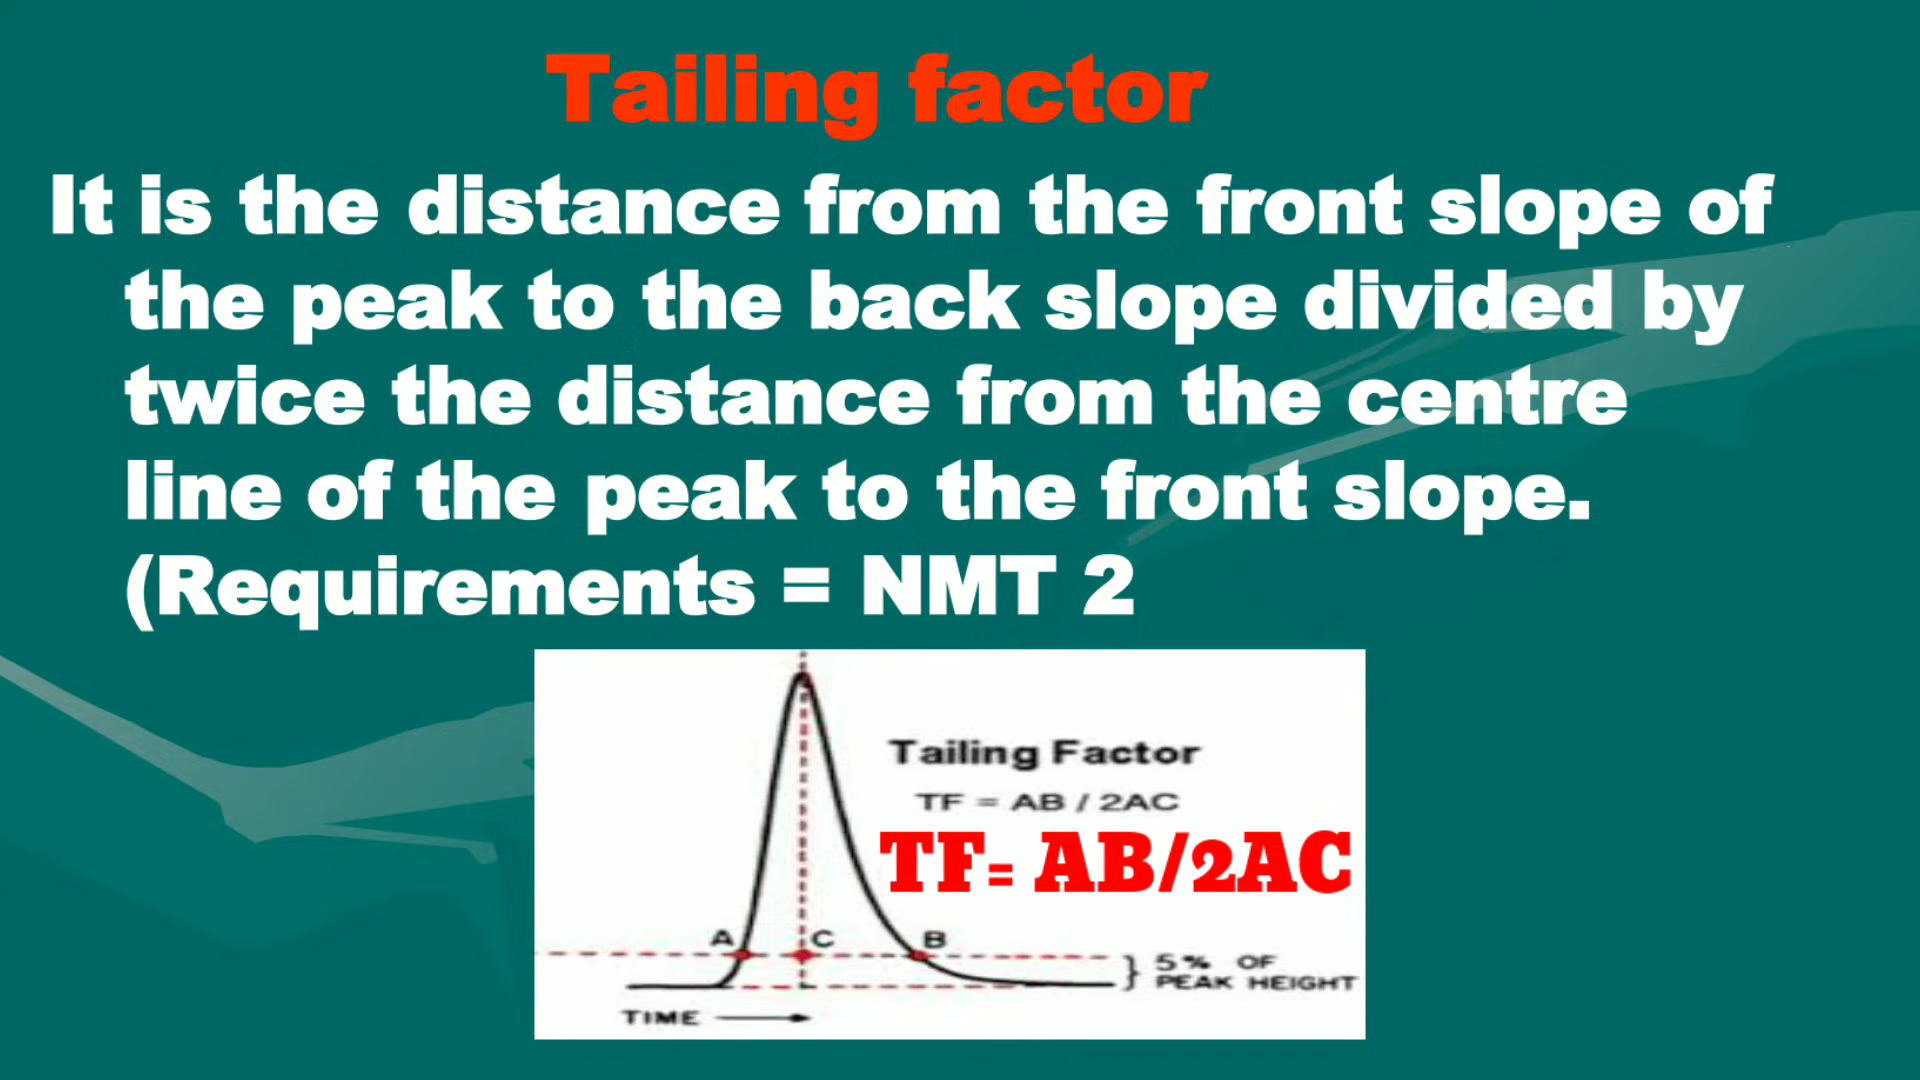 Tailing factor
It is the distance from the front slope of
the peak to the back slope divided by
twice the distance from the centre
line of the peak to the front slope.
(Requirements = NMT 2
Tailing Factor
TF = AB / 2AC
TF= AB/2AC
A C B
5% OF
PEAK HEIGHT
TIME